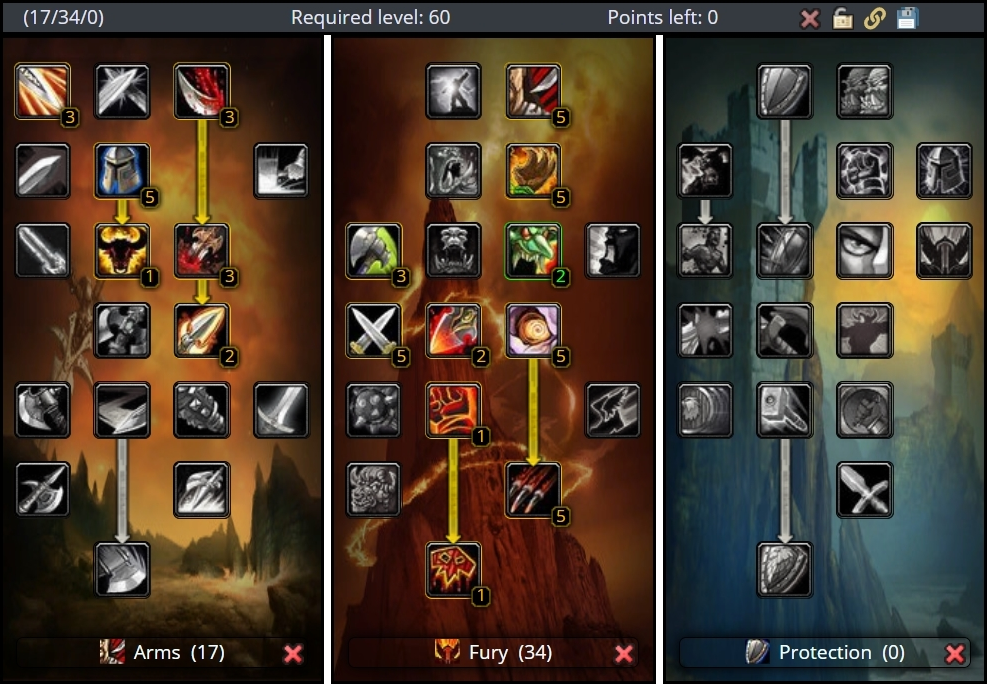 (17/34/0) Required level: 60 Points left: 0
3 3 5
5 5
1 3 3 2
2 5 2 5
1
5
1
Arms (17) Fury (34) Protection (0)